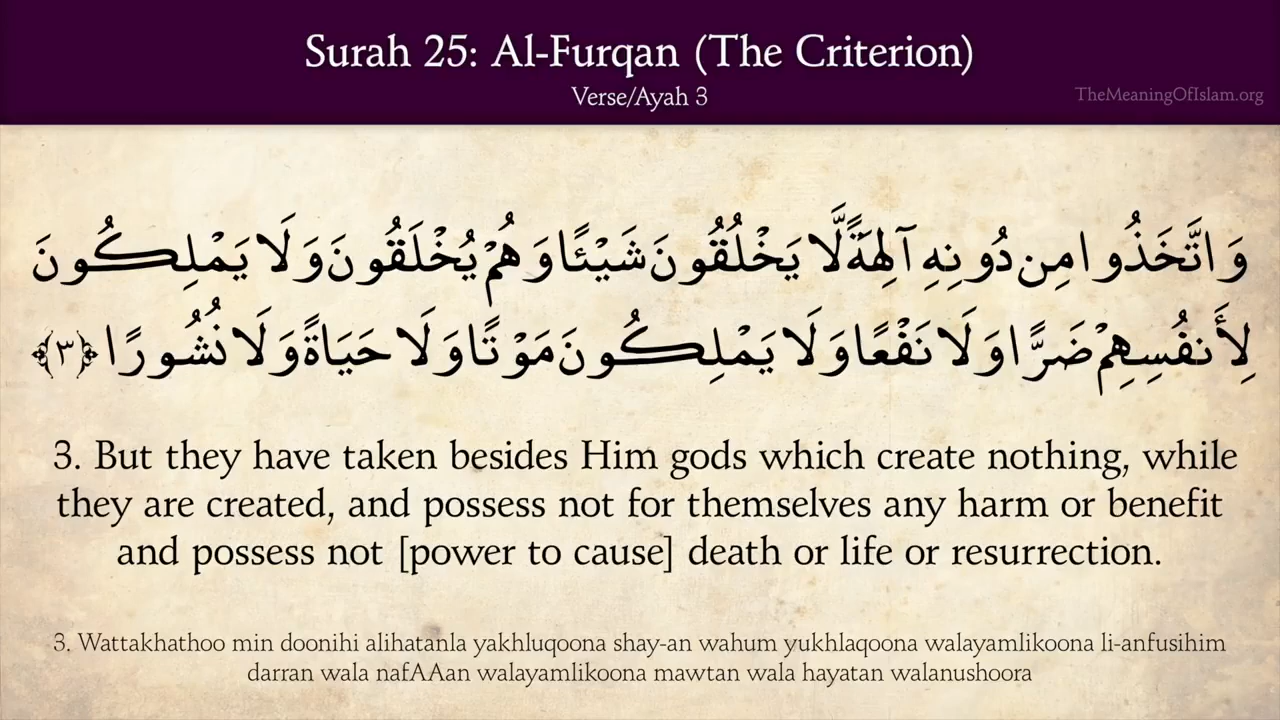 Surah 25: Al-Furqan (The Criterion)
Verse/Ayah 3
TheMeaningOfIslam.org
وَاتَّخَذُوا مِن دُونِهِ آلِهَةً لَّا يَخْلُقُونَ شَيْئًا وَهُمْ يُخْلَقُونَ وَلَا يَمْلِكُونَ
لِأَنفُسِهِمْ ضَرًّا وَلَا نَفْعًا وَلَا يَمْلِكُونَ مَوْتًا وَلَا حَيَاةً وَلَا نُشُورًا ﴿٣﴾
3. But they have taken besides Him gods which create nothing, while
they are created, and possess not for themselves any harm or benefit
and possess not [power to cause] death or life or resurrection.
3. Wattakhathoo min doonihi alihatanla yakhluqoona shay-an wahum yukhlaqoona walayamlikoona li-anfusihim
darran wala nafAAan walayamlikoona mawtan wala hayatan walanushoora